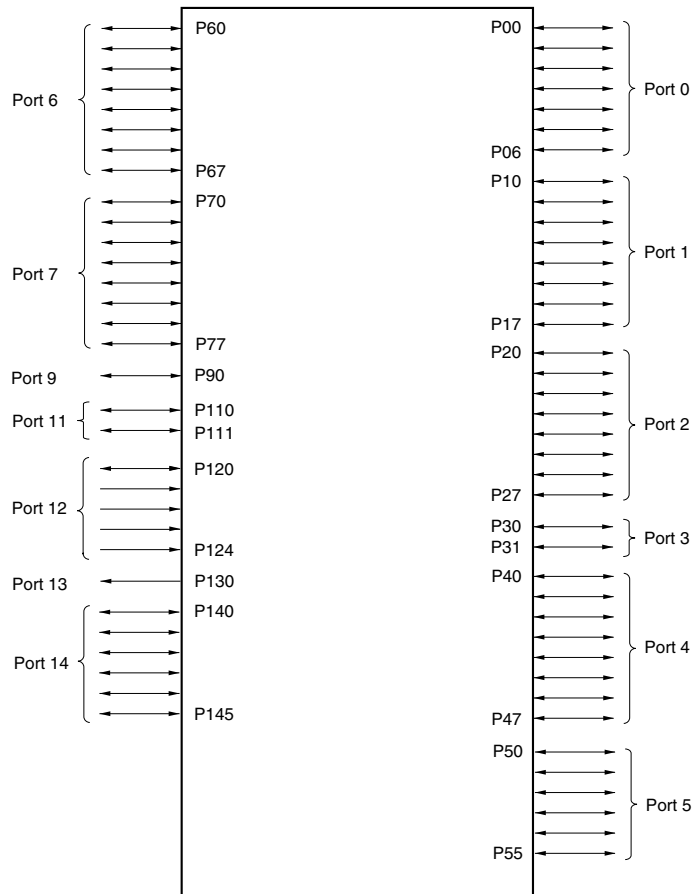 P60
Port 6
P67
P70
Port 7
P77
Port 9
P90
P110
Port 11
P111
P120
Port 12
P124
Port 13
P130
P140
Port 14
P145
P00
Port 0
P06
P10
Port 1
P17
P20
Port 2
P27
P30
Port 3
P31
P40
Port 4
P47
P50
Port 5
P55